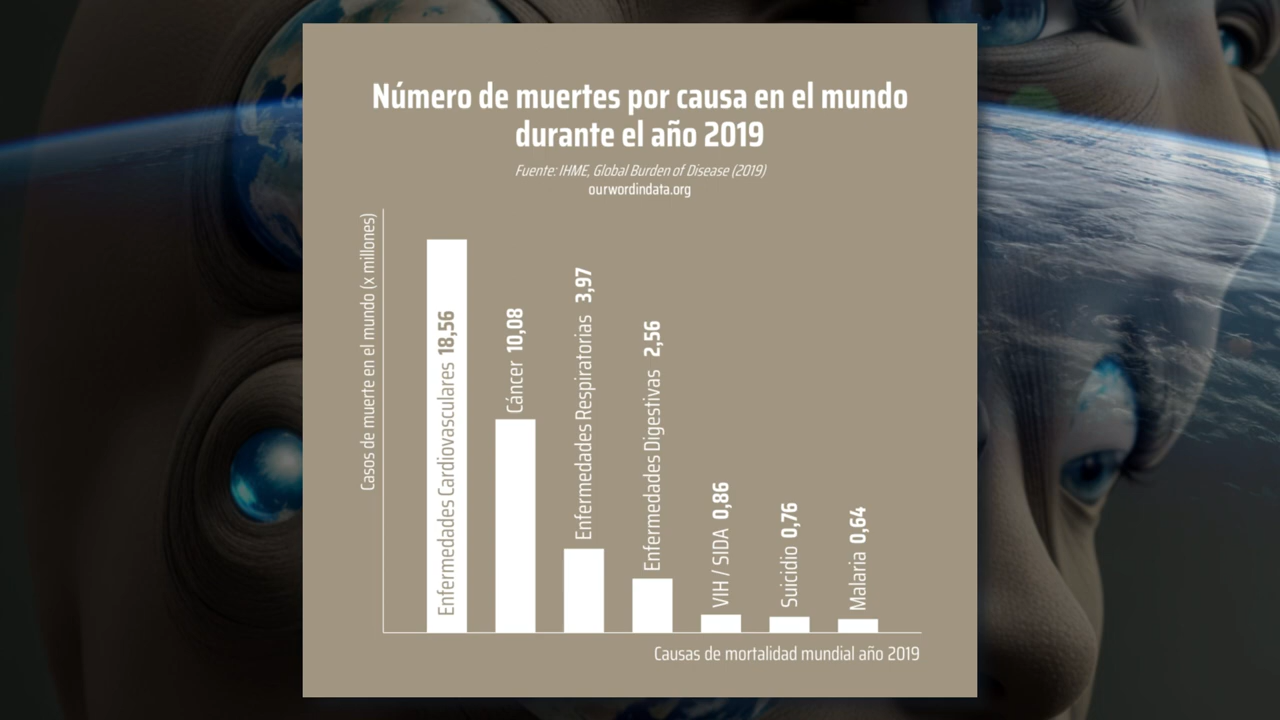 Número de muertes por causa en el mundo
durante el año 2019
Fuente: IHME, Global Burden of Disease (2019)
ourwordindata.org
Casos de muerte en el mundo (x millones)
Enfermedades Cardiovasculares 18,56
Cáncer 10,08
Enfermedades Respiratorias 3,97
Enfermedades Digestivas 2,56
VIH / SIDA 0,86
Suicidio 0,76
Malaria 0,64
Causas de mortalidad mundial año 2019